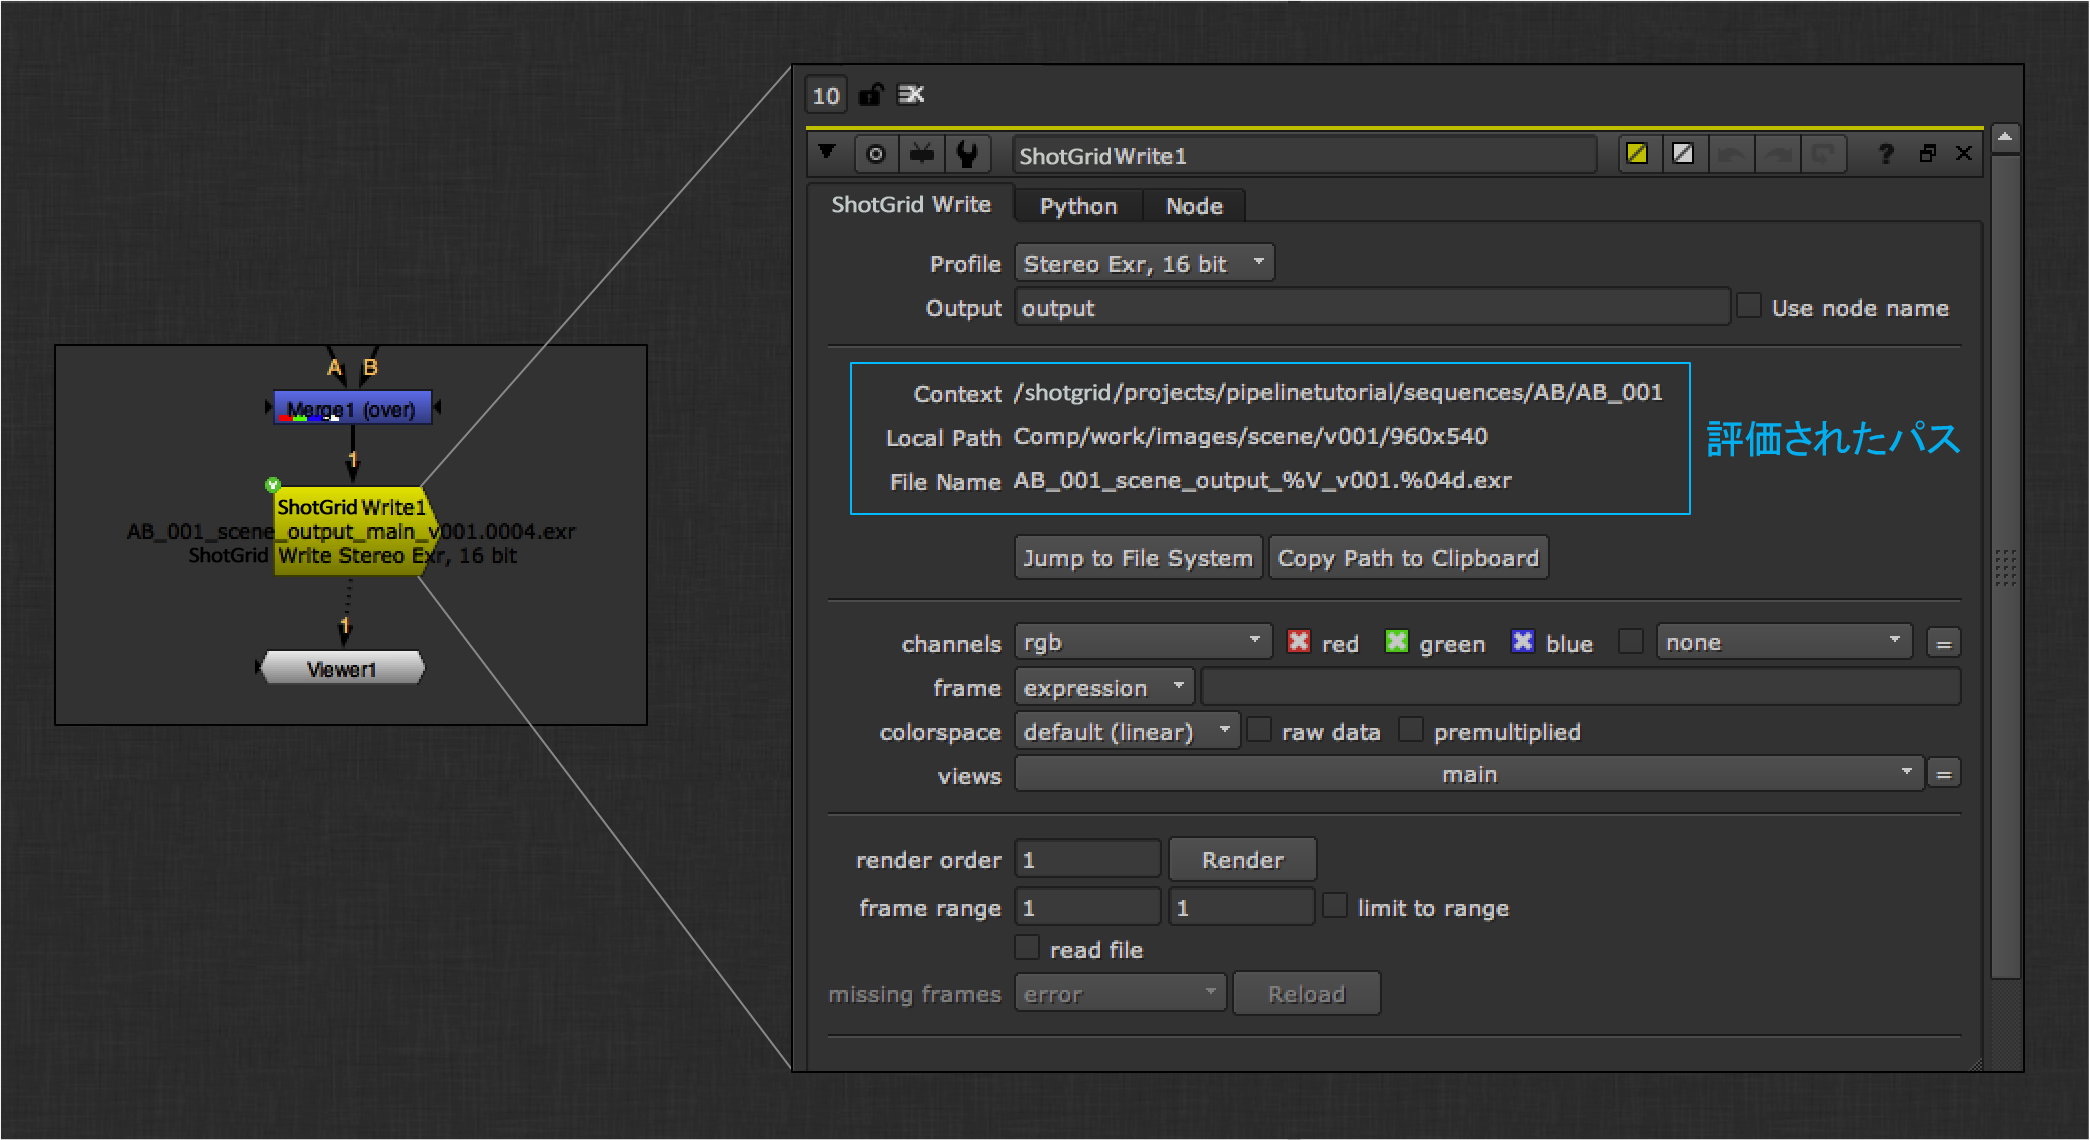 A B
Merge1 (over)
1
ShotGrid Write1
AB_001_scene_output_main_v001.0004.exr
ShotGrid Write Stereo Exr, 16 bit
1
Viewer1
10
ShotGridWrite1
?
ShotGrid Write Python Node
Profile Stereo Exr, 16 bit
Output output Use node name
Context /shotgrid/projects/pipelinetutorial/sequences/AB/AB_001
Local Path Comp/work/images/scene/v001/960x540
File Name AB_001_scene_output_%V_v001.%04d.exr
評価されたパス
Jump to File System Copy Path to Clipboard
channels rgb red green blue none =
frame expression
colorspace default (linear) raw data premultiplied
views main =
render order 1 Render
frame range 1 1 limit to range
read file
missing frames error Reload